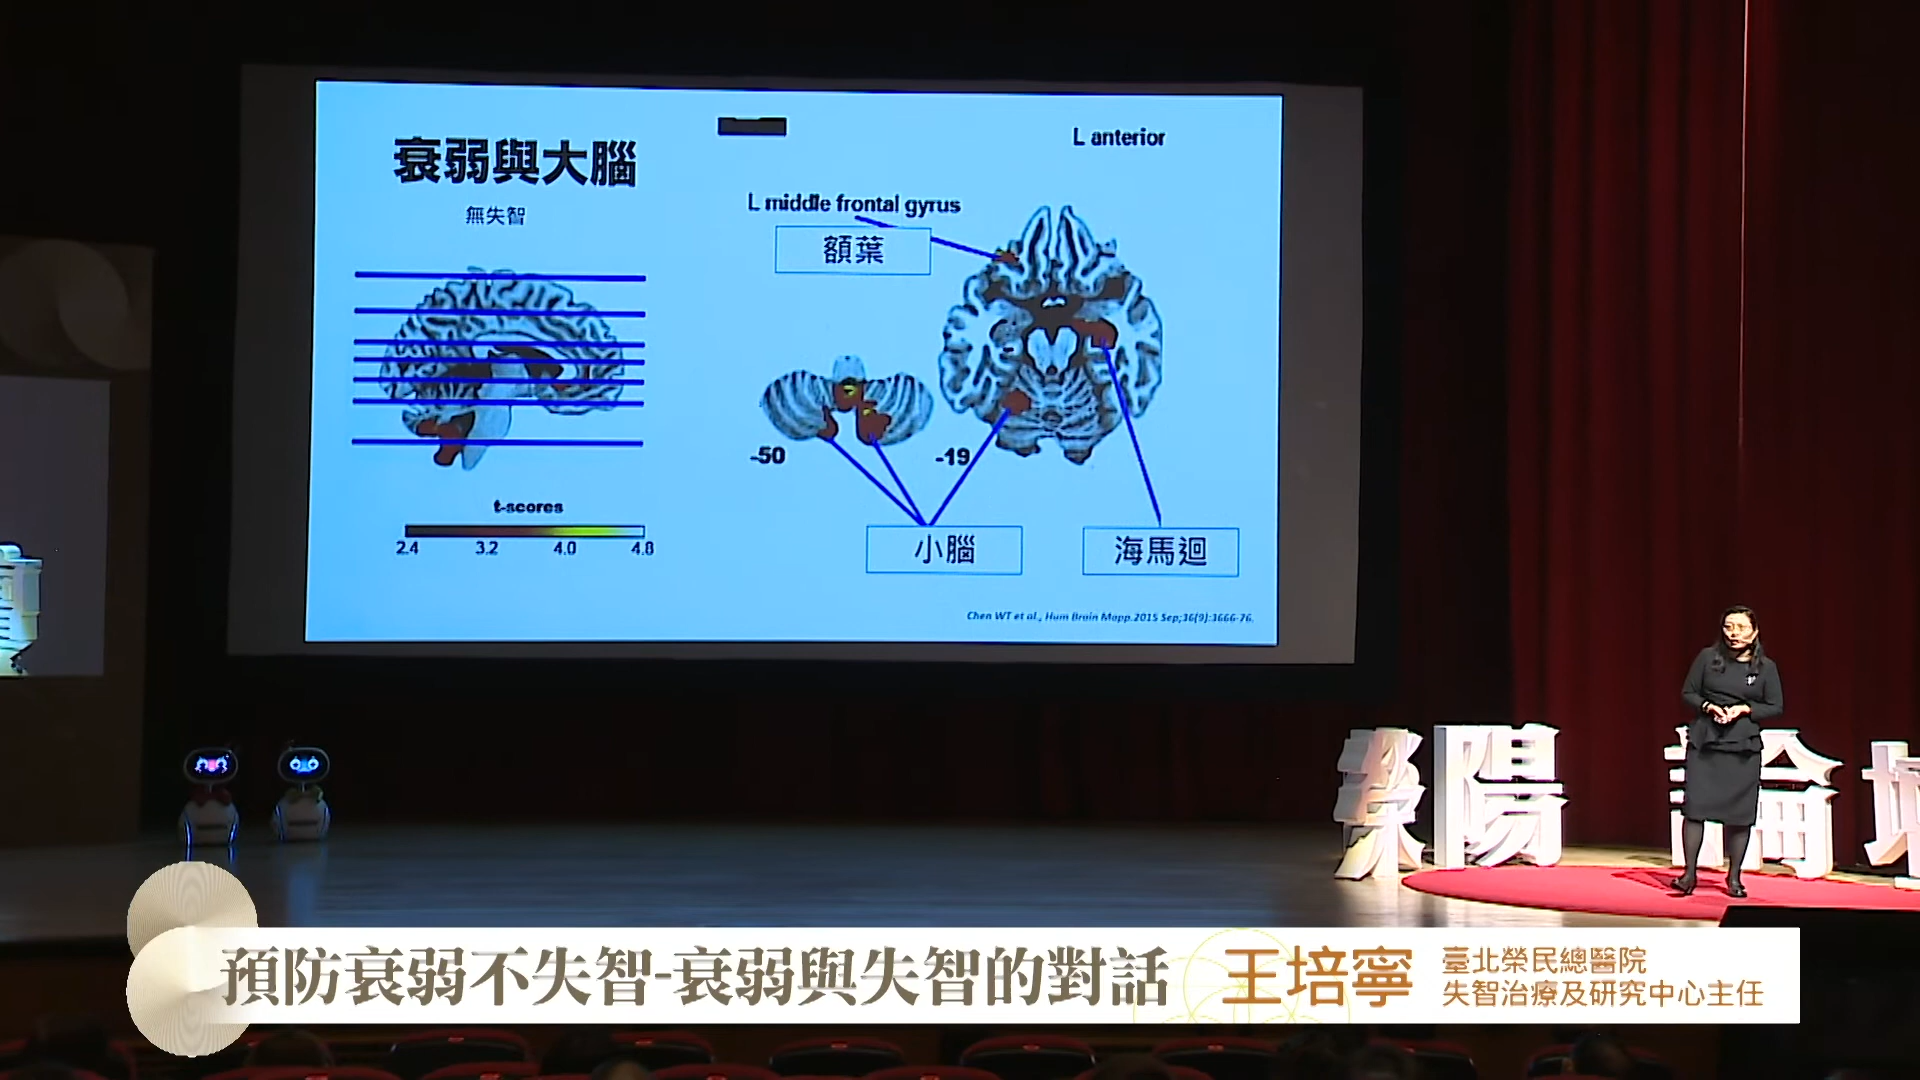 衰弱與大腦
無失智
t-scores
2.4 3.2 4.0 4.8
L anterior
L middle frontal gyrus
額葉
-50
-19
小腦
海馬迴
Chen WT et al., Hum Brain Mapp.2015 Sep;36(9):3666-76.
榮陽 論壇
預防衰弱不失智-衰弱與失智的對話
王培寧
臺北榮民總醫院
失智治療及研究中心主任